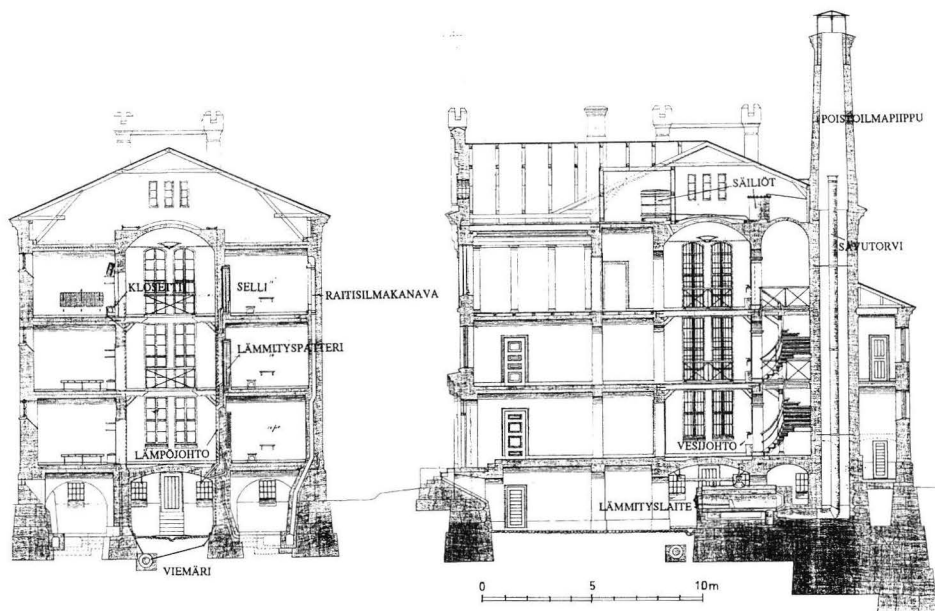 KLOSETTI
SELLI
RAITISILMAKANAVA
LÄMMITYSPATTERI
LÄMPÖJOHTO
VIEMÄRI
POISTOILMAPIIPPU
SÄILIÖT
SAVUTORVI
VESIJOHTO
LÄMMITYSLAITE
0 5 10m